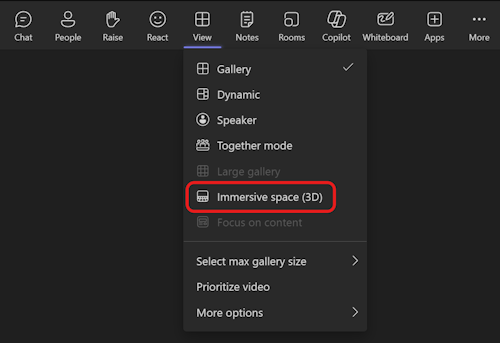 Chat People Raise React View Notes Rooms Copilot Whiteboard Apps More
Gallery
Dynamic
Speaker
Together mode
Large gallery
Immersive space (3D)
Focus on content
Select max gallery size
Prioritize video
More options